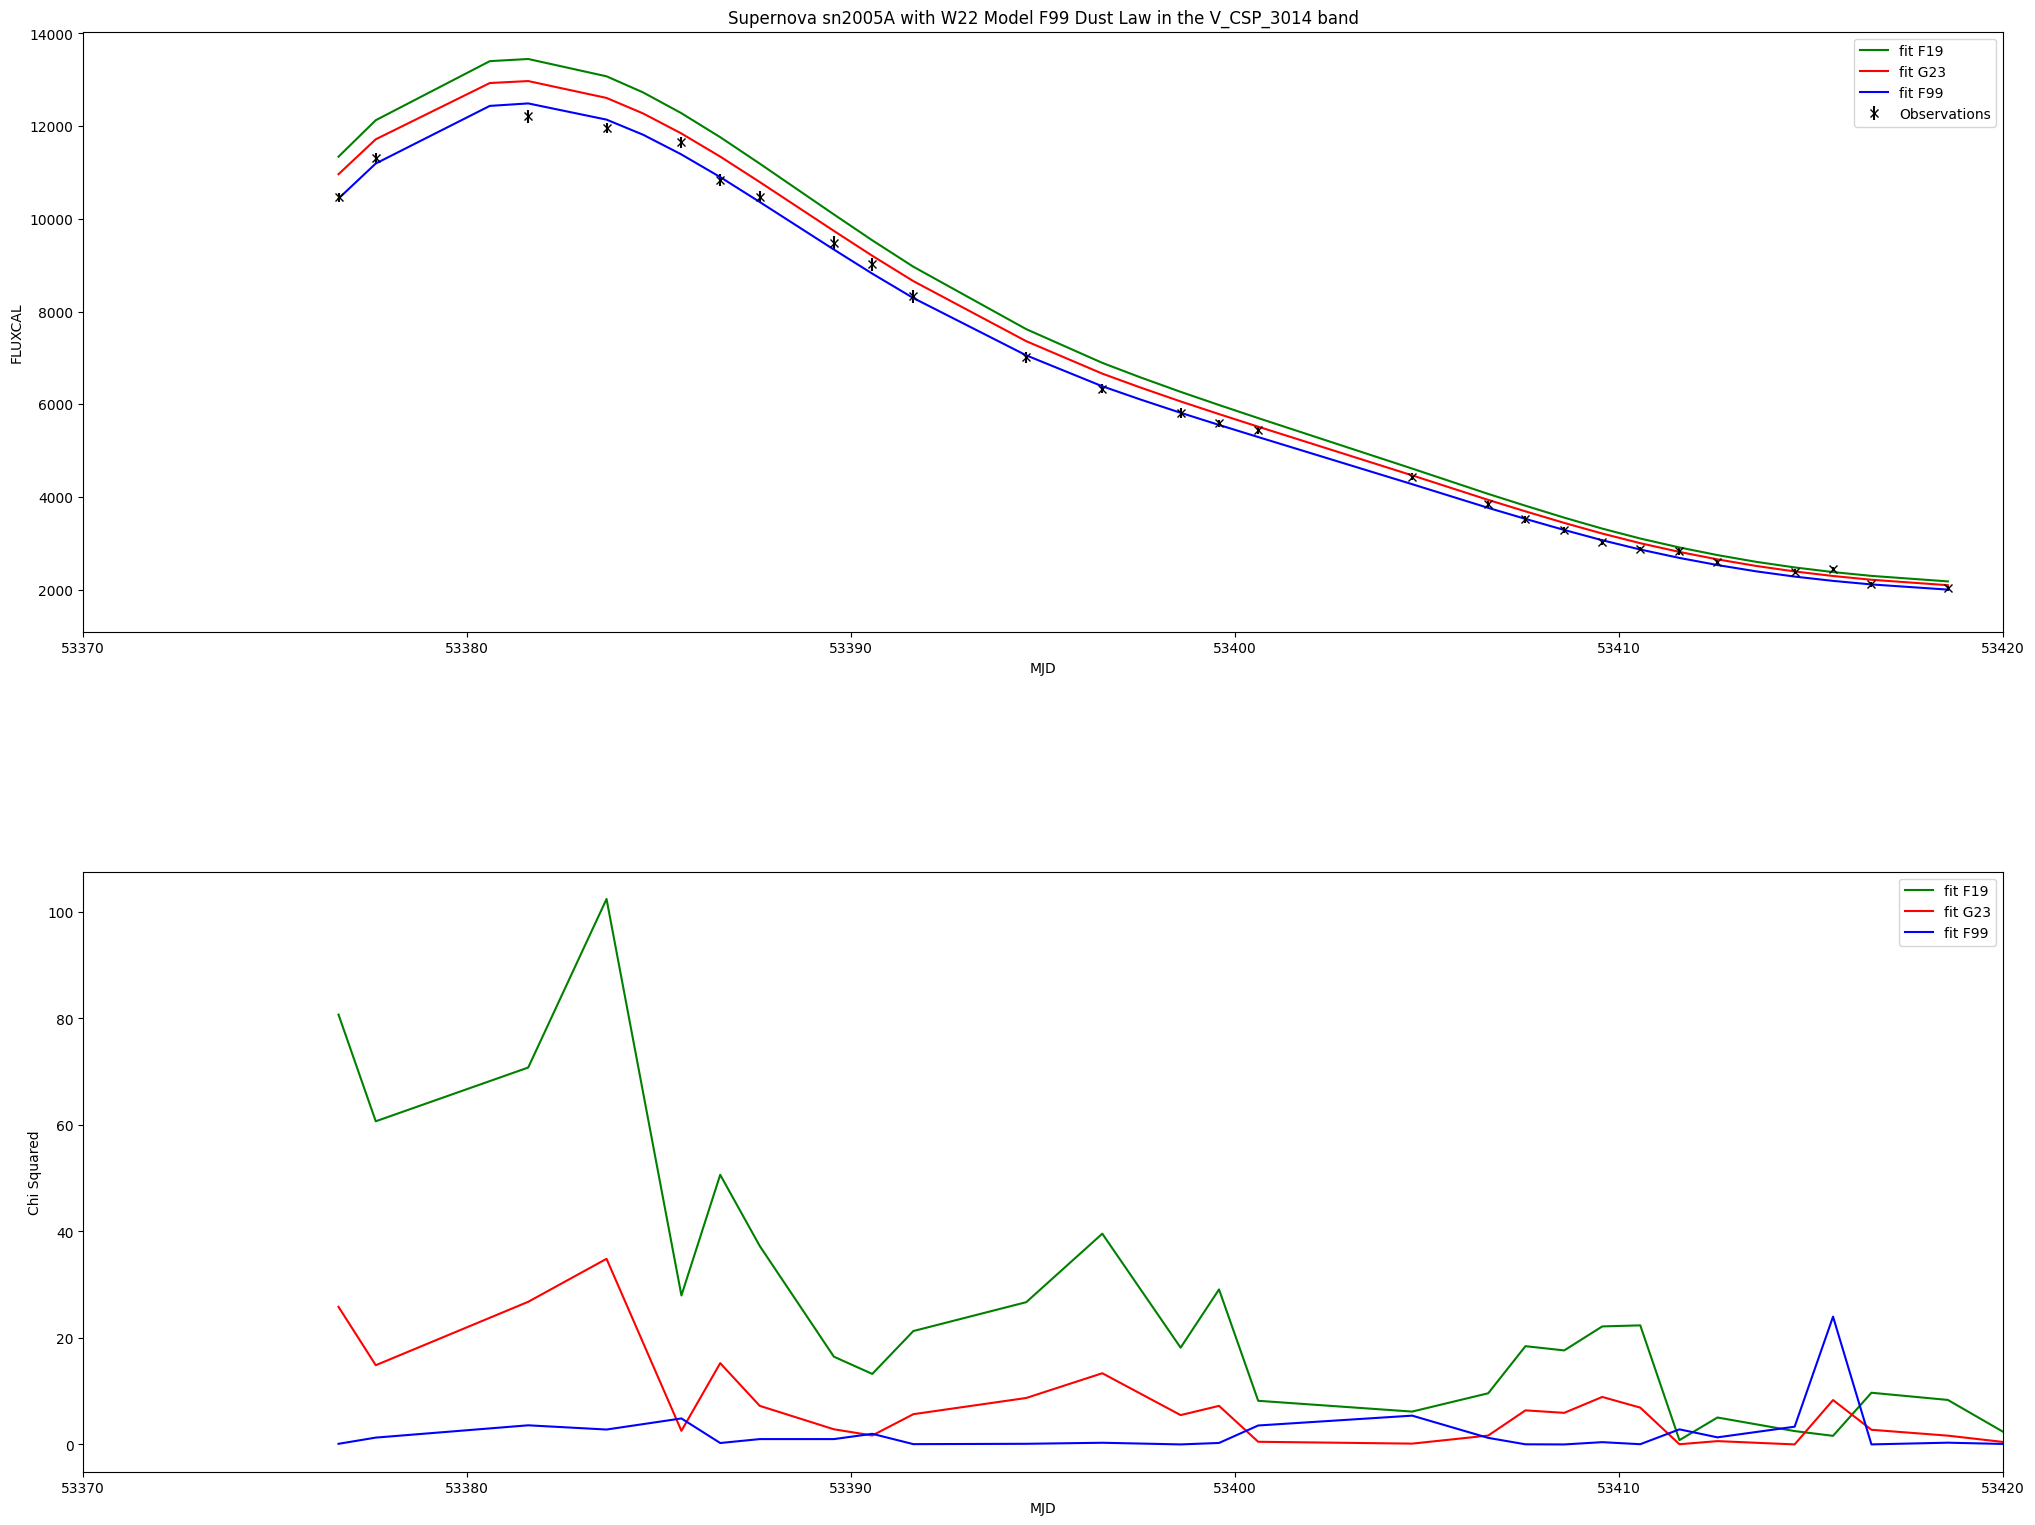 Supernova sn2005A with W22 Model F99 Dust Law in the V_CSP_3014 band
14000
12000
10000
8000
6000
4000
2000
FLUXCAL
fit F19
fit G23
fit F99
Observations
53370
53380
53390
53400
53410
53420
MJD
100
80
60
40
20
0
Chi Squared
fit F19
fit G23
fit F99
53370
53380
53390
53400
53410
53420
MJD